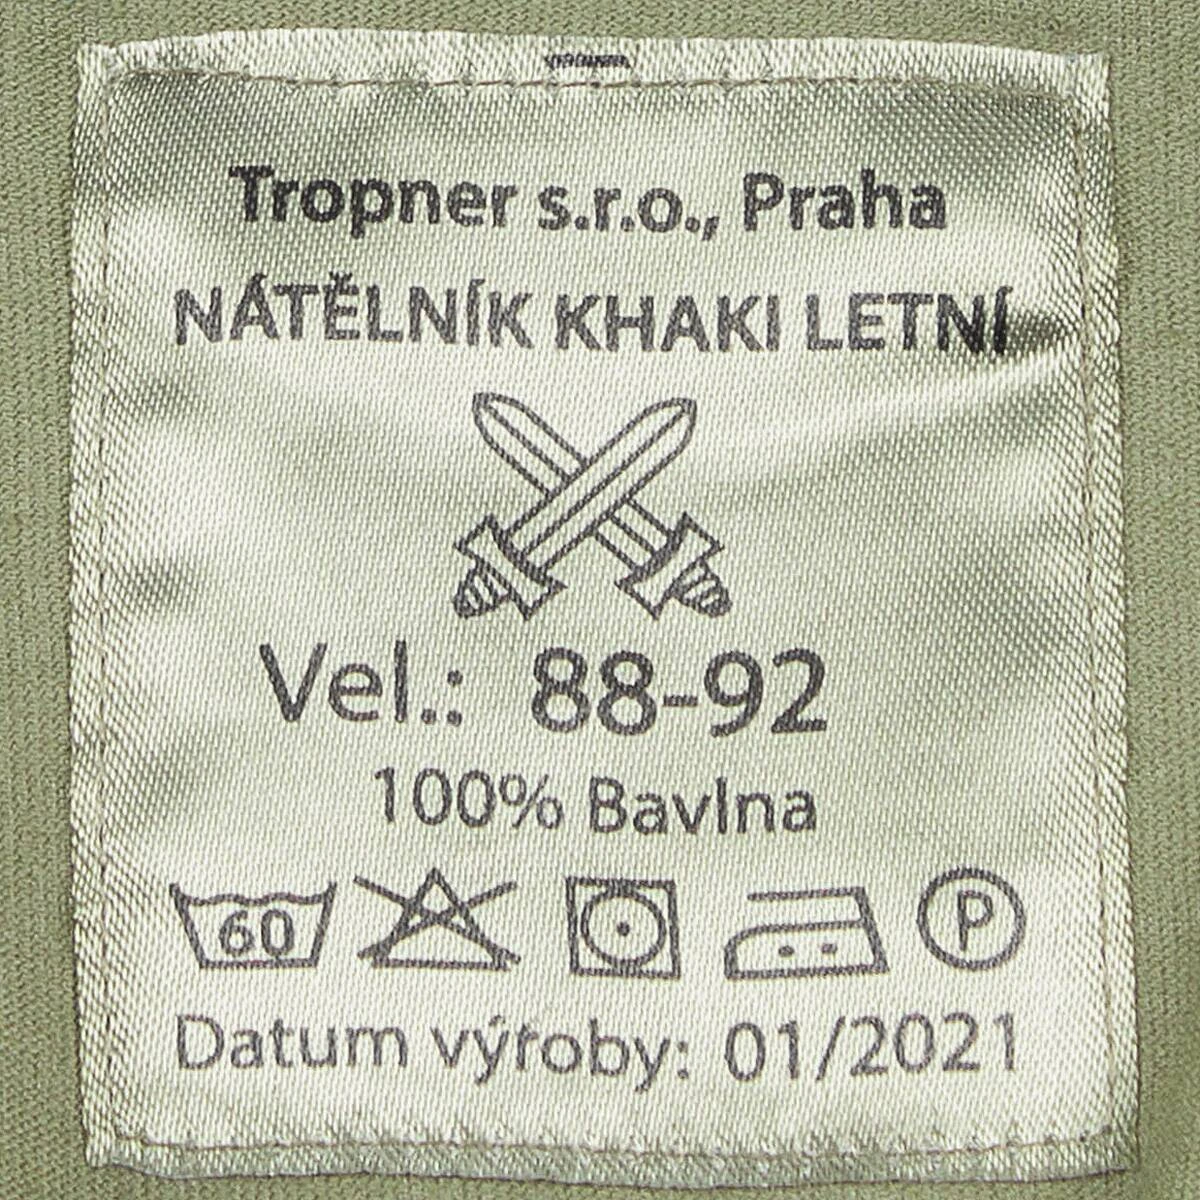 Tropner s.r.o., Praha
NÁTĚLNÍK KHAKI LETNÍ
Vel.: 88-92
100% Bavlna
60 P
Datum výroby: 01/2021